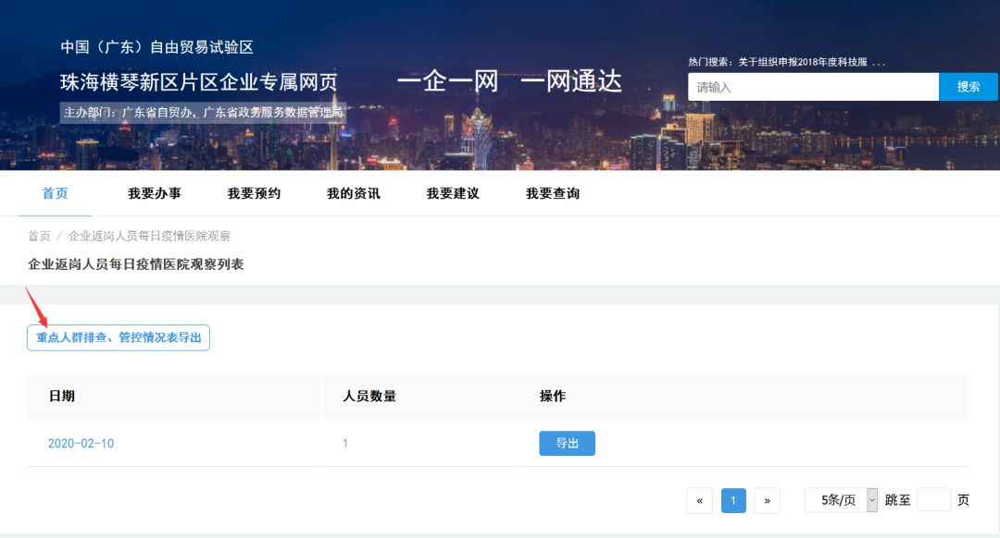 中国（广东）自由贸易试验区
珠海横琴新区片区企业专属网页
一企一网 一网通达
主办部门：广东省自贸办，广东省政务服务数据管理局
热门搜索：关于组织申报2018年度科技服 ...
请输入 搜索
首页 我要办事 我要预约 我的资讯 我要建议 我要查询
首页 / 企业返岗人员每日疫情医院观察
企业返岗人员每日疫情医院观察列表
重点人群排查、管控情况表导出
日期 人员数量 操作
2020-02-10 1 导出
« 1 » 5条/页 跳至 页